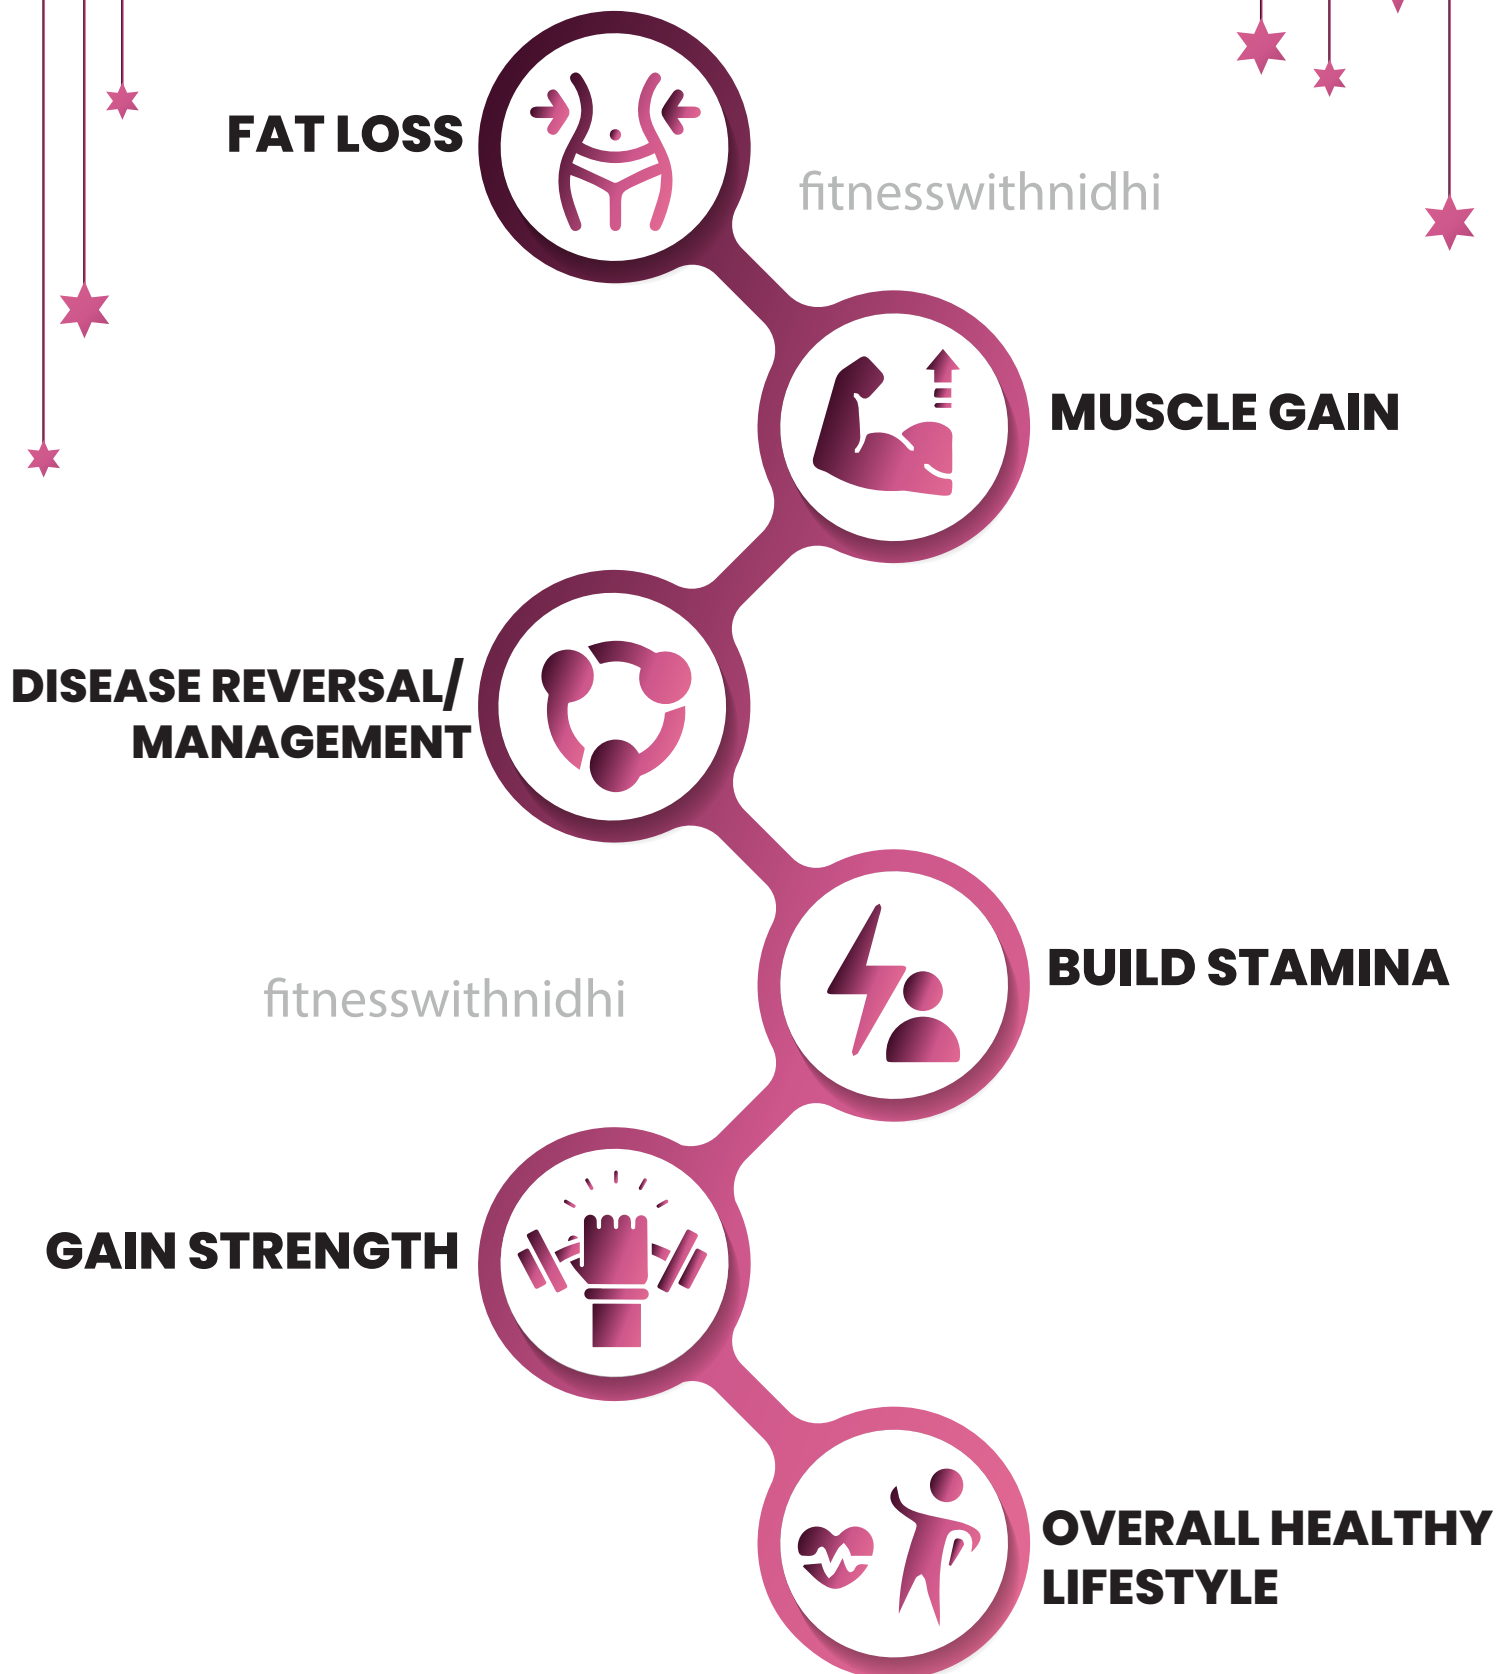 FAT LOSS
fitnesswithnidhi
MUSCLE GAIN
DISEASE REVERSAL/
MANAGEMENT
BUILD STAMINA
fitnesswithnidhi
GAIN STRENGTH
OVERALL HEALTHY
LIFESTYLE